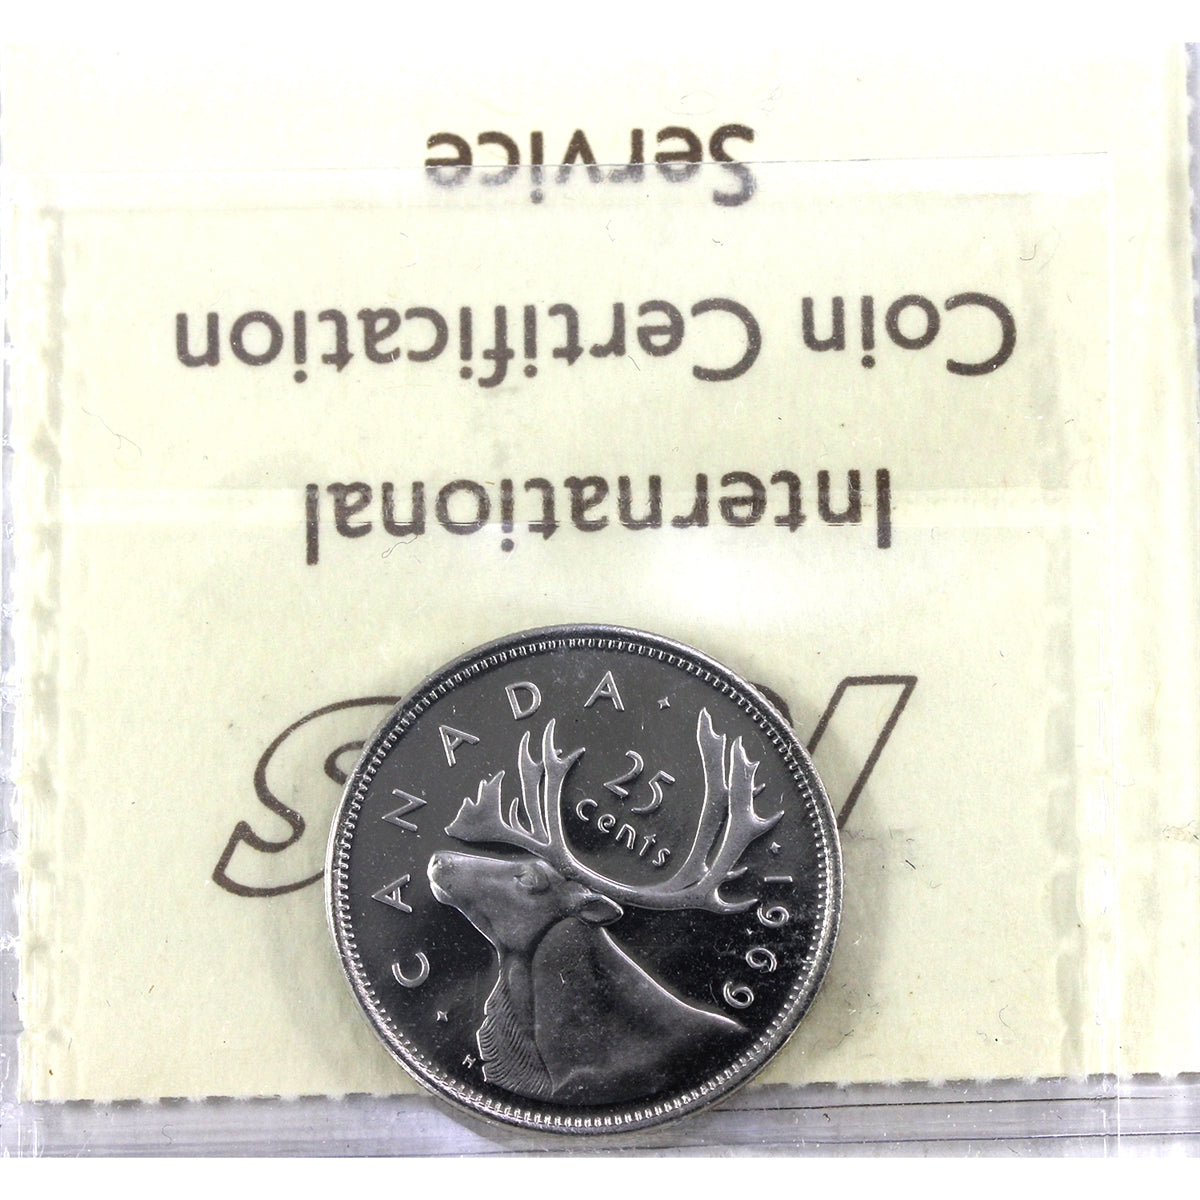 International
Coin Certification
Service
CANADA
25
cents
1969
H